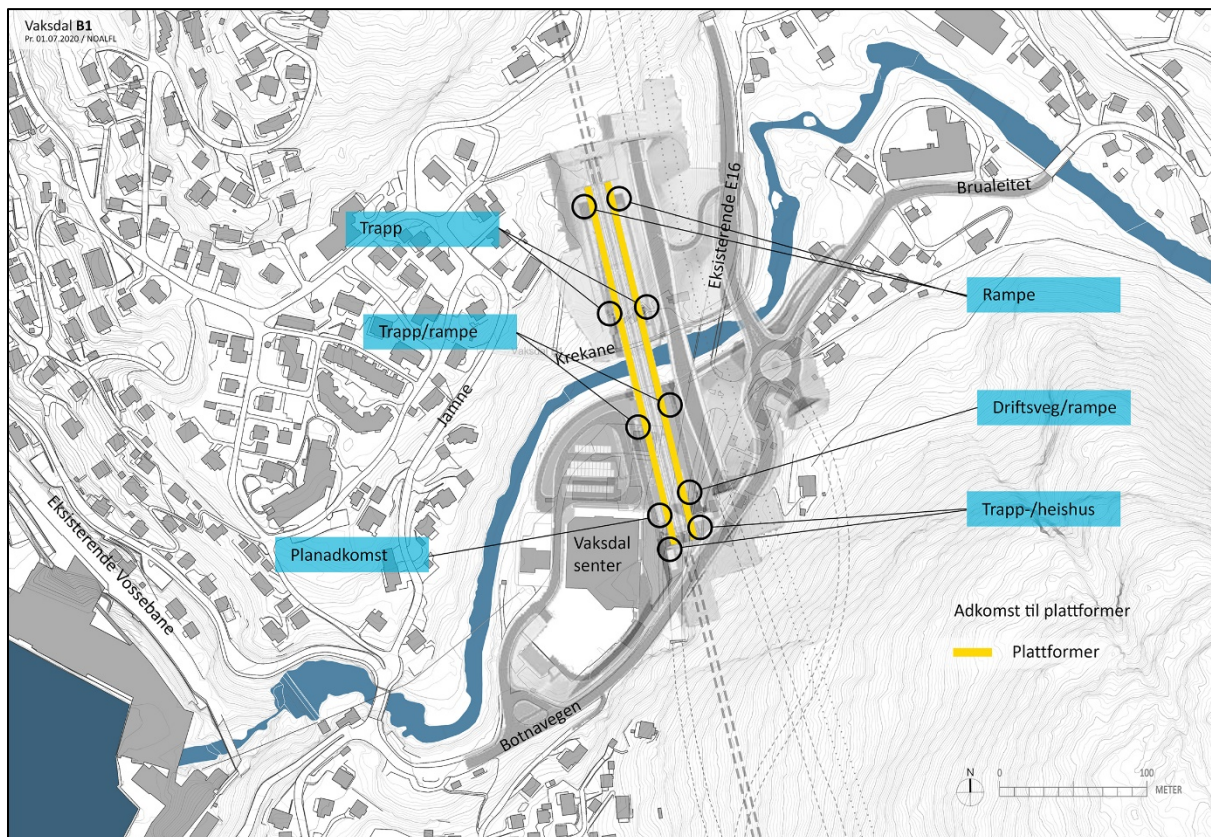 Vaksdal B1
Pr. 01.07.2020 / NOALFL
Brualeitet
Eksisterende E16
Trapp
Rampe
Trapp/rampe
Krekane
Jamne
Driftsveg/rampe
Trapp-/heishus
Eksisterende Vossebane
Planadkomst
Vaksdal
senter
Adkomst til plattformer
Plattformer
Botnavegen
N
0
100
METER